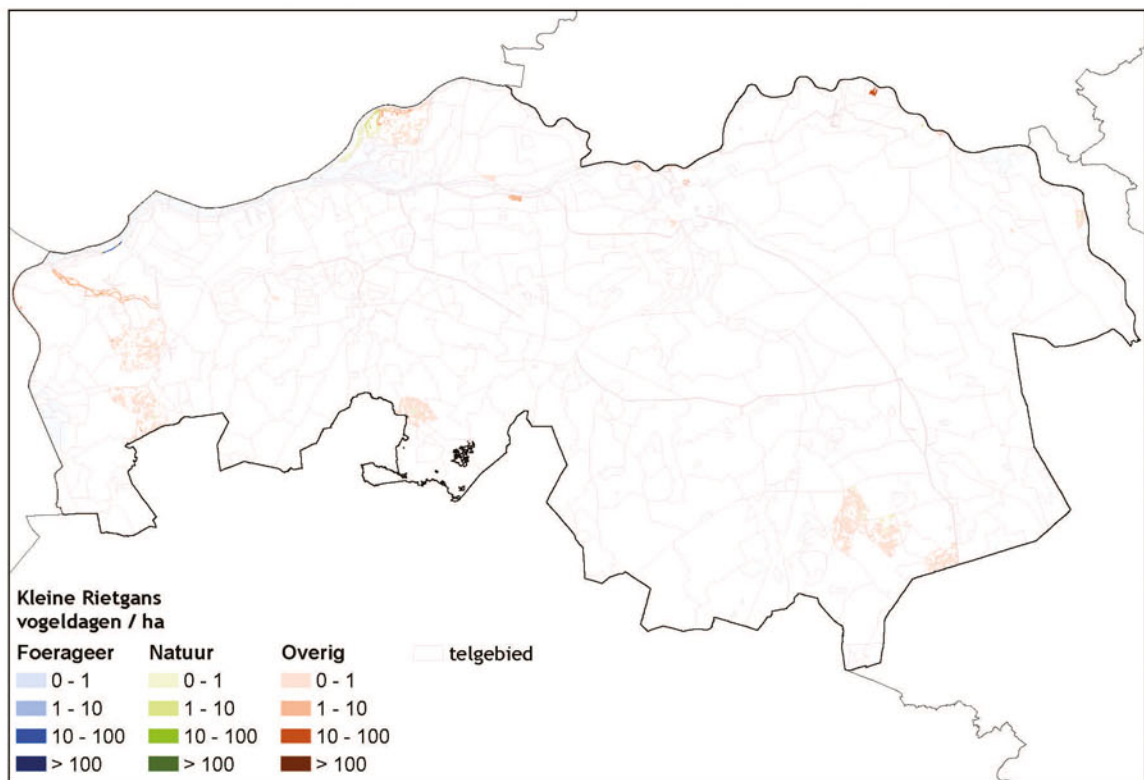 Kleine Rietgans
vogeldagen / ha
Foerageer Natuur Overig telgebied
0 - 1 0 - 1 0 - 1
1 - 10 1 - 10 1 - 10
10 - 100 10 - 100 10 - 100
> 100 > 100 > 100